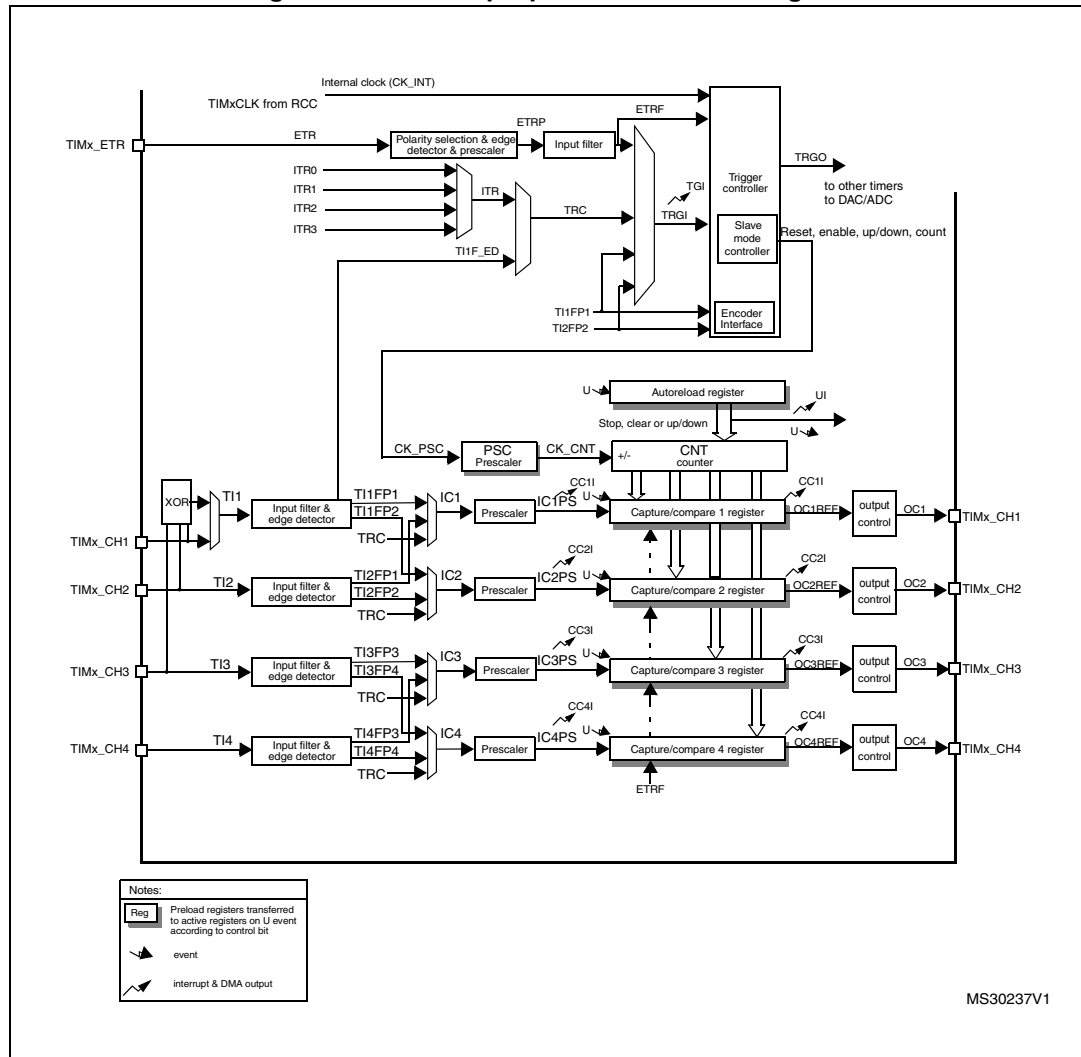 Internal clock (CK_INT)
TIMxCLK from RCC
ETRF
TIMx_ETR
ETR
Polarity selection & edge
detector & prescaler
ETRP
Input filter
ITR0
ITR1
ITR2
ITR3
ITR
TRC
TI1F_ED
TGI
TRGI
Trigger
controller
TRGO
to other timers
to DAC/ADC
Slave
mode
controller
Reset, enable, up/down, count
TI1FP1
TI2FP2
Encoder
Interface
U
Autoreload register
UI
Stop, clear or up/down
U
CK_PSC
PSC
Prescaler
CK_CNT
+/-
CNT
counter
XOR
TI1
Input filter &
edge detector
TI1FP1
TI1FP2
TRC
IC1
Prescaler
IC1PS
CC1I
U
Capture/compare 1 register
CC1I
OC1REF
output
control
OC1
TIMx_CH1
TIMx_CH1
TIMx_CH2
TI2
Input filter &
edge detector
TI2FP1
TI2FP2
TRC
IC2
Prescaler
IC2PS
CC2I
U
Capture/compare 2 register
CC2I
OC2REF
output
control
OC2
TIMx_CH2
TIMx_CH3
TI3
Input filter &
edge detector
TI3FP3
TI3FP4
TRC
IC3
Prescaler
IC3PS
CC3I
U
Capture/compare 3 register
CC3I
OC3REF
output
control
OC3
TIMx_CH3
TIMx_CH4
TI4
Input filter &
edge detector
TI4FP3
TI4FP4
TRC
IC4
Prescaler
IC4PS
CC4I
U
Capture/compare 4 register
CC4I
OC4REF
output
control
OC4
TIMx_CH4
ETRF
Notes:
Reg
Preload registers transferred
to active registers on U event
according to control bit
event
interrupt & DMA output
MS30237V1